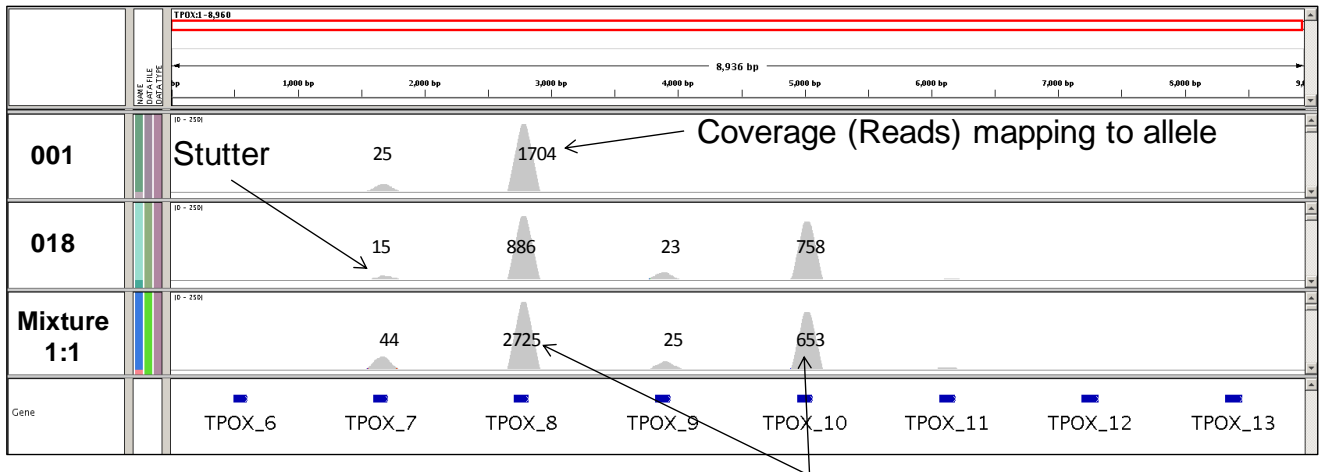 TPOX:1-8,960
8,936 bp
bp 1,000 bp 2,000 bp 3,000 bp 4,000 bp 5,000 bp 6,000 bp 7,000 bp 8,000 bp 9,
NAME
DATA FILE
DATA TYPE
[0 - 250]
001
Stutter 25 1704 Coverage (Reads) mapping to allele
[0 - 250]
018 15 886 23 758
[0 - 250]
Mixture
1:1
44 2725 25 653
Gene
TPOX_6 TPOX_7 TPOX_8 TPOX_9 TPOX_10 TPOX_11 TPOX_12 TPOX_13